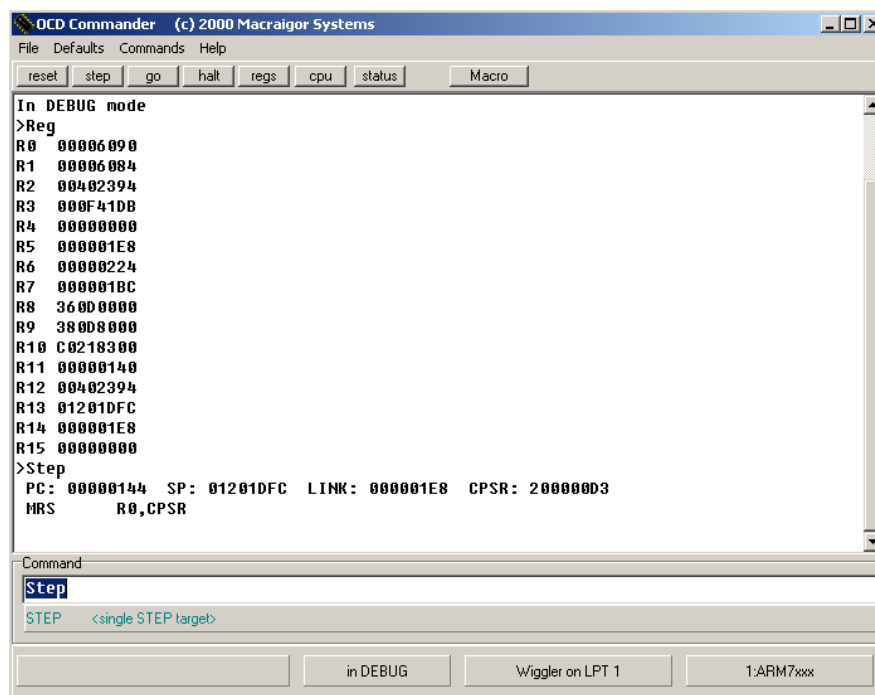 OCD Commander (c) 2000 Macraigor Systems
File Defaults Commands Help
reset step go halt regs cpu status Macro
In DEBUG mode
>Reg
R0 00006090
R1 00006084
R2 00402394
R3 000F41DB
R4 00000000
R5 000001E8
R6 00000224
R7 000001BC
R8 360D0000
R9 380D8000
R10 C0218300
R11 00000140
R12 00402394
R13 01201DFC
R14 000001E8
R15 00000000
>Step
PC: 00000144 SP: 01201DFC LINK: 000001E8 CPSR: 200000D3
MRS R0,CPSR
Command
Step
STEP <single STEP target>
in DEBUG Wiggler on LPT 1 1:ARM7xxx